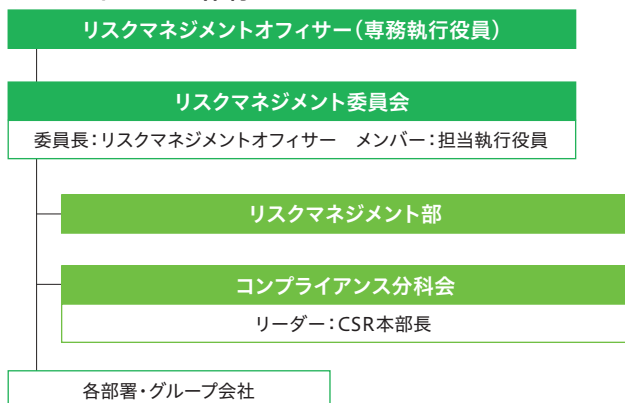 リスクマネジメントオフィサー（専務執行役員）
リスクマネジメント委員会
委員長：リスクマネジメントオフィサー　メンバー：担当執行役員
リスクマネジメント部
コンプライアンス分科会
リーダー：CSR本部長
各部署・グループ会社